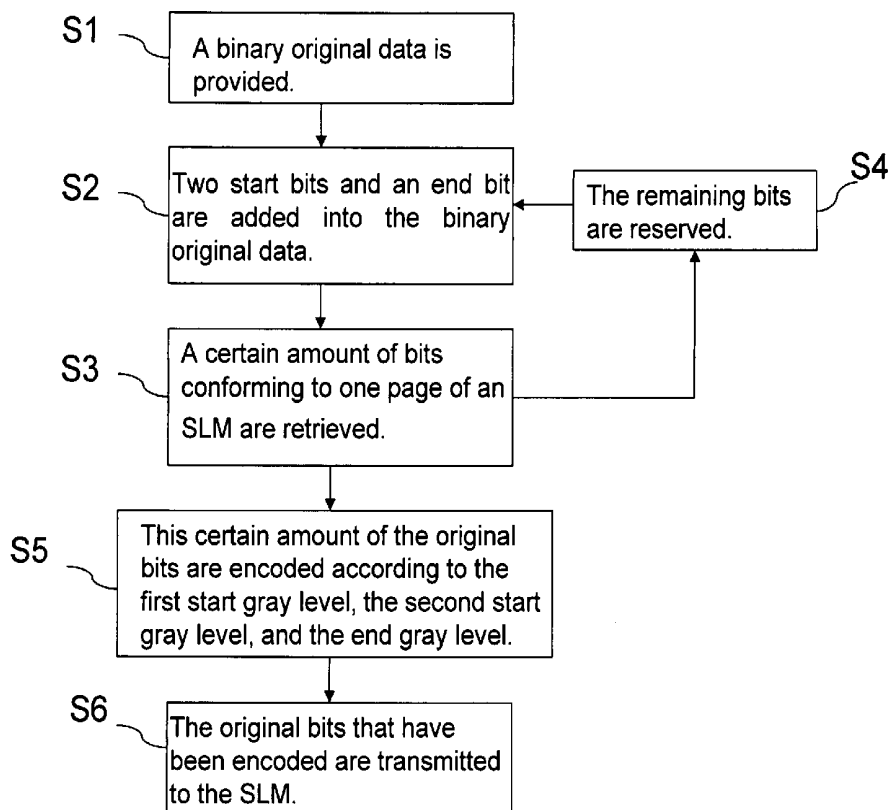 S1
A binary original data is
provided.
S2
Two start bits and an end bit
are added into the binary
original data.
S4
The remaining bits
are reserved.
S3
A certain amount of bits
conforming to one page of an
SLM are retrieved.
S5
This certain amount of the original
bits are encoded according to the
first start gray level, the second start
gray level, and the end gray level.
S6
The original bits that have
been encoded are transmitted
to the SLM.